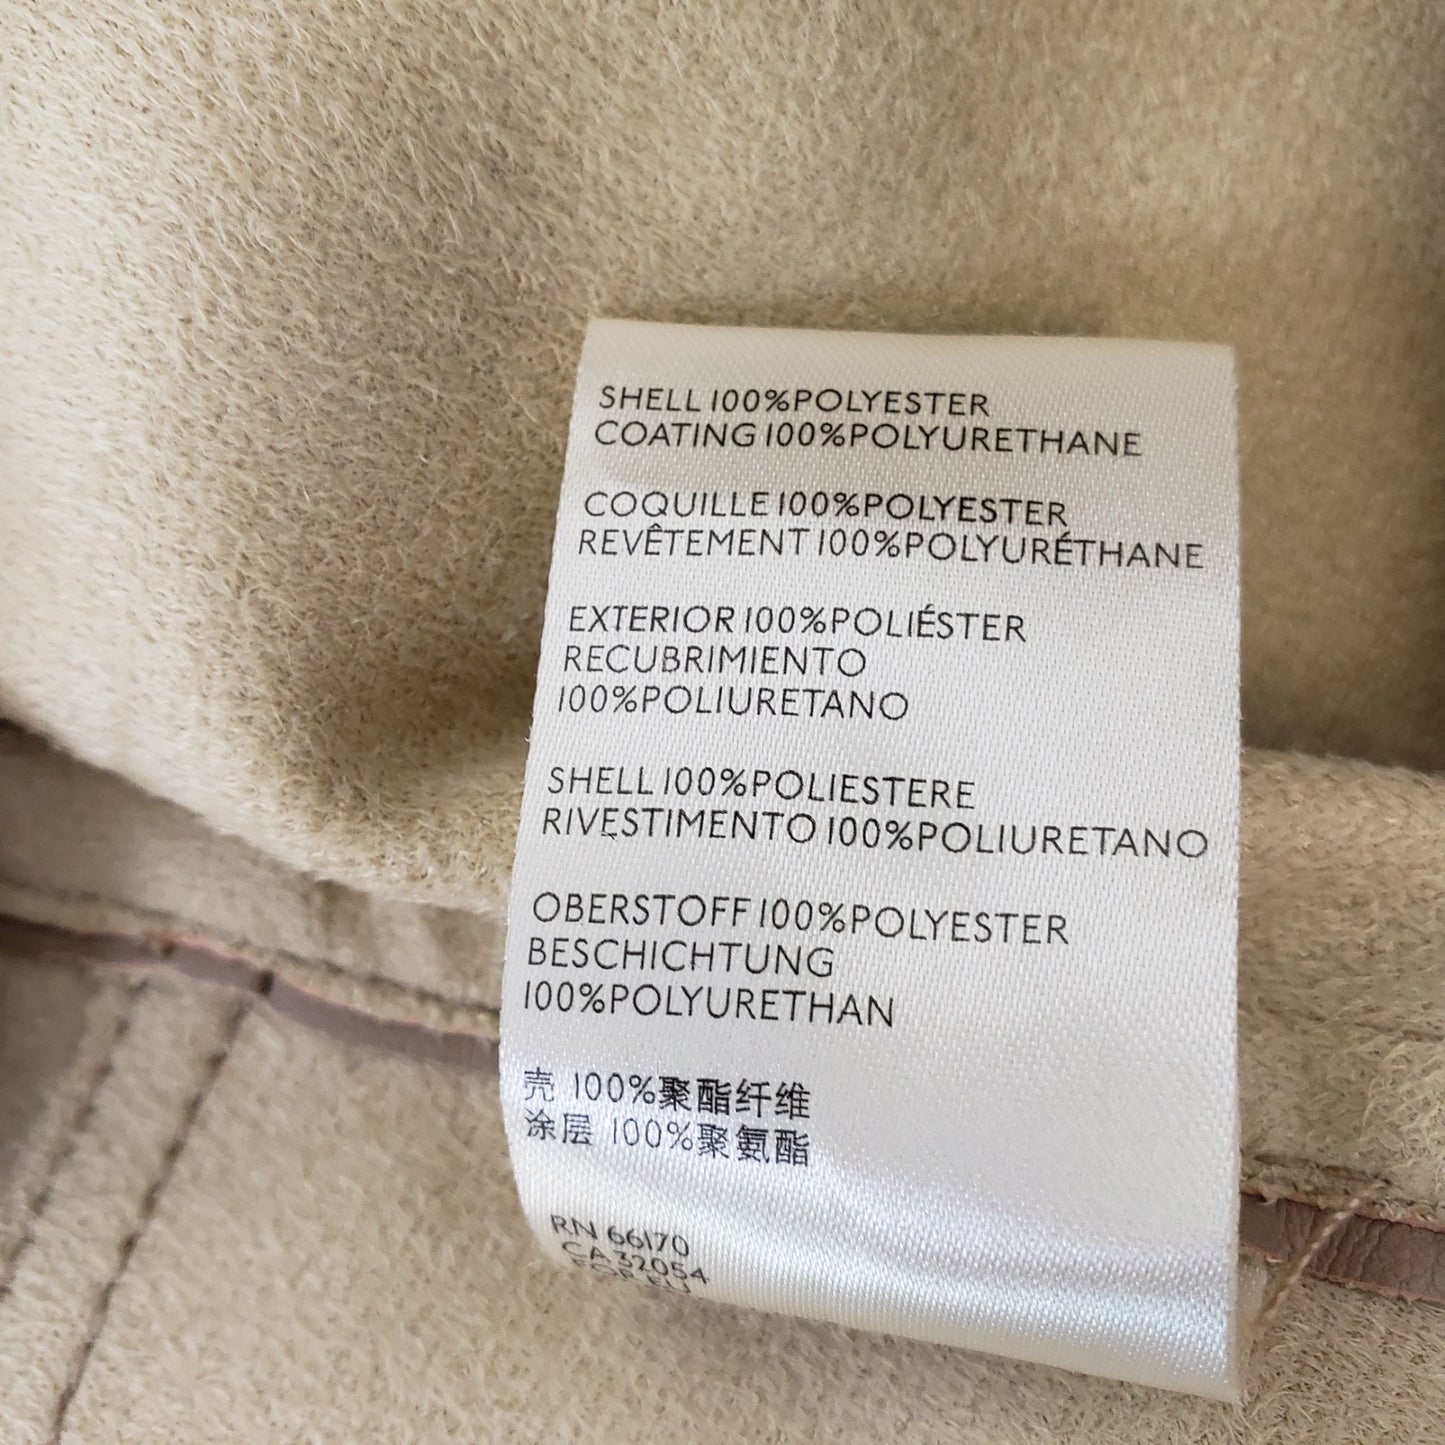 SHELL 100%POLYESTER
COATING 100%POLYURETHANE
COQUILLE 100%POLYESTER
REVÊTEMENT 100%POLYURÉTHANE
EXTERIOR 100%POLIÉSTER
RECUBRIMIENTO
100%POLIURETANO
SHELL 100%POLIESTERE
RIVESTIMENTO 100%POLIURETANO
OBERSTOFF 100%POLYESTER
BESCHICHTUNG
100%POLYURETHAN
壳 100%聚酯纤维
涂层 100%聚氨酯
RN 66170
CA 32054
FOR EU